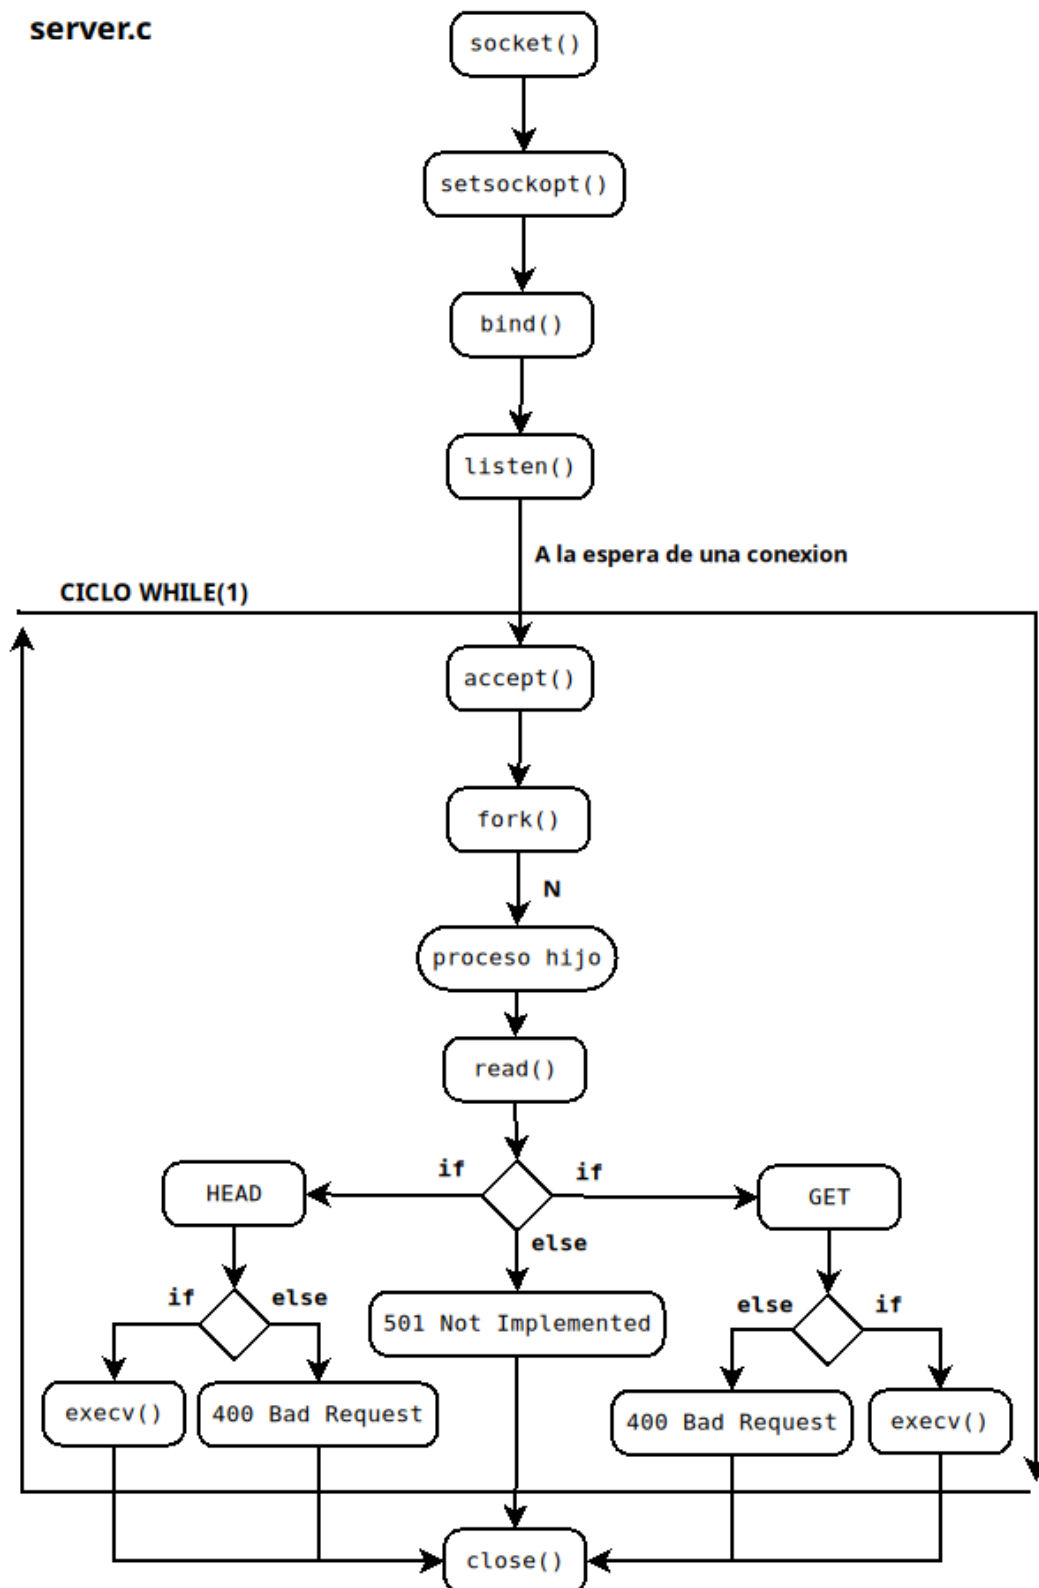 server.c
socket()
setsockopt()
bind()
listen()
A la espera de una conexion
CICLO WHILE(1)
accept()
fork()
N
proceso hijo
read()
if
if
HEAD
GET
else
if
else
501 Not Implemented
else
if
execv()
400 Bad Request
400 Bad Request
execv()
close()